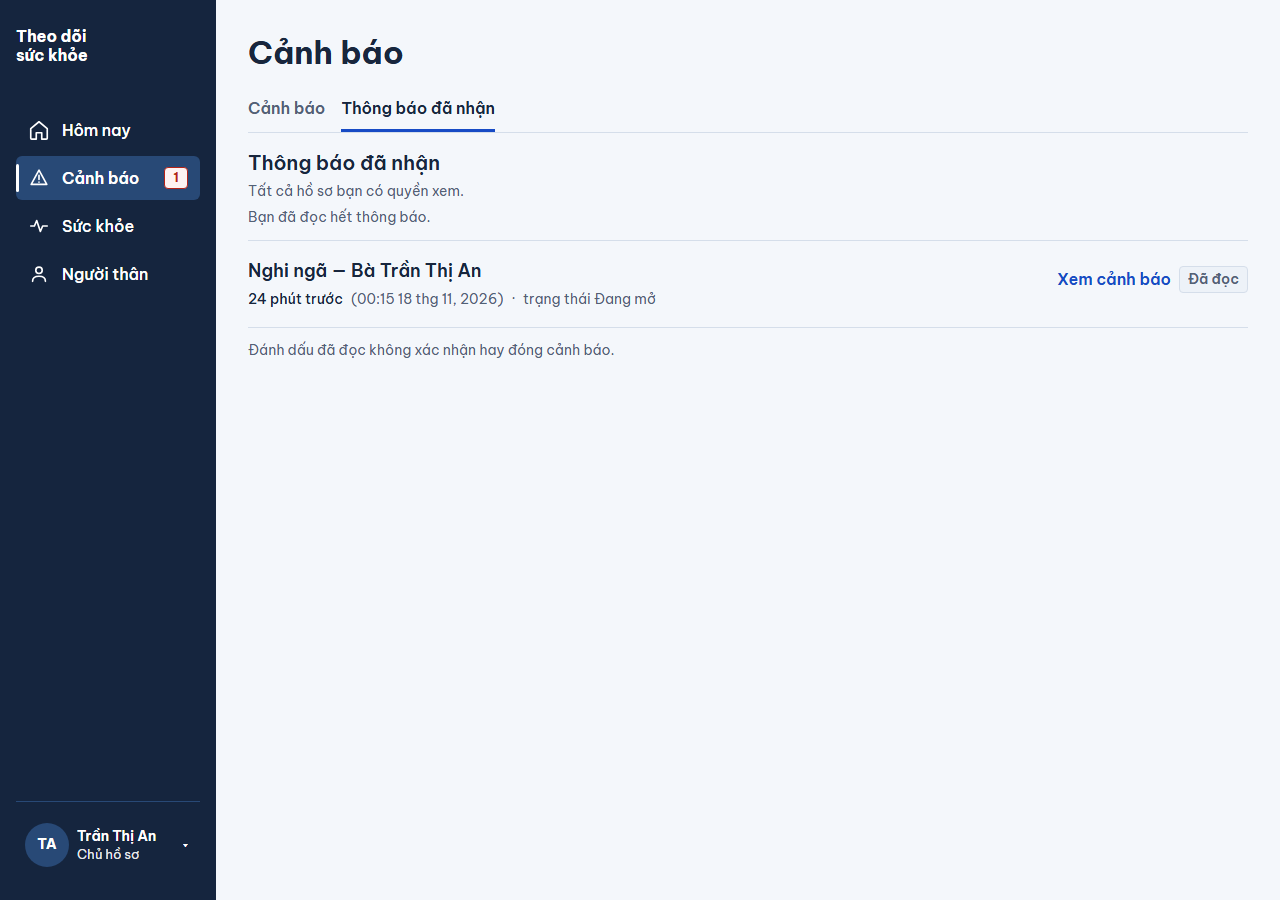 Theo dõi
sức khỏe
Hôm nay
Cảnh báo 1
Sức khỏe
Người thân
TA
Trần Thị An
Chủ hồ sơ
Cảnh báo
Cảnh báo Thông báo đã nhận
Thông báo đã nhận
Tất cả hồ sơ bạn có quyền xem.
Bạn đã đọc hết thông báo.
Nghi ngã — Bà Trần Thị An
24 phút trước (00:15 18 thg 11, 2026) · trạng thái Đang mở
Xem cảnh báo Đã đọc
Đánh dấu đã đọc không xác nhận hay đóng cảnh báo.